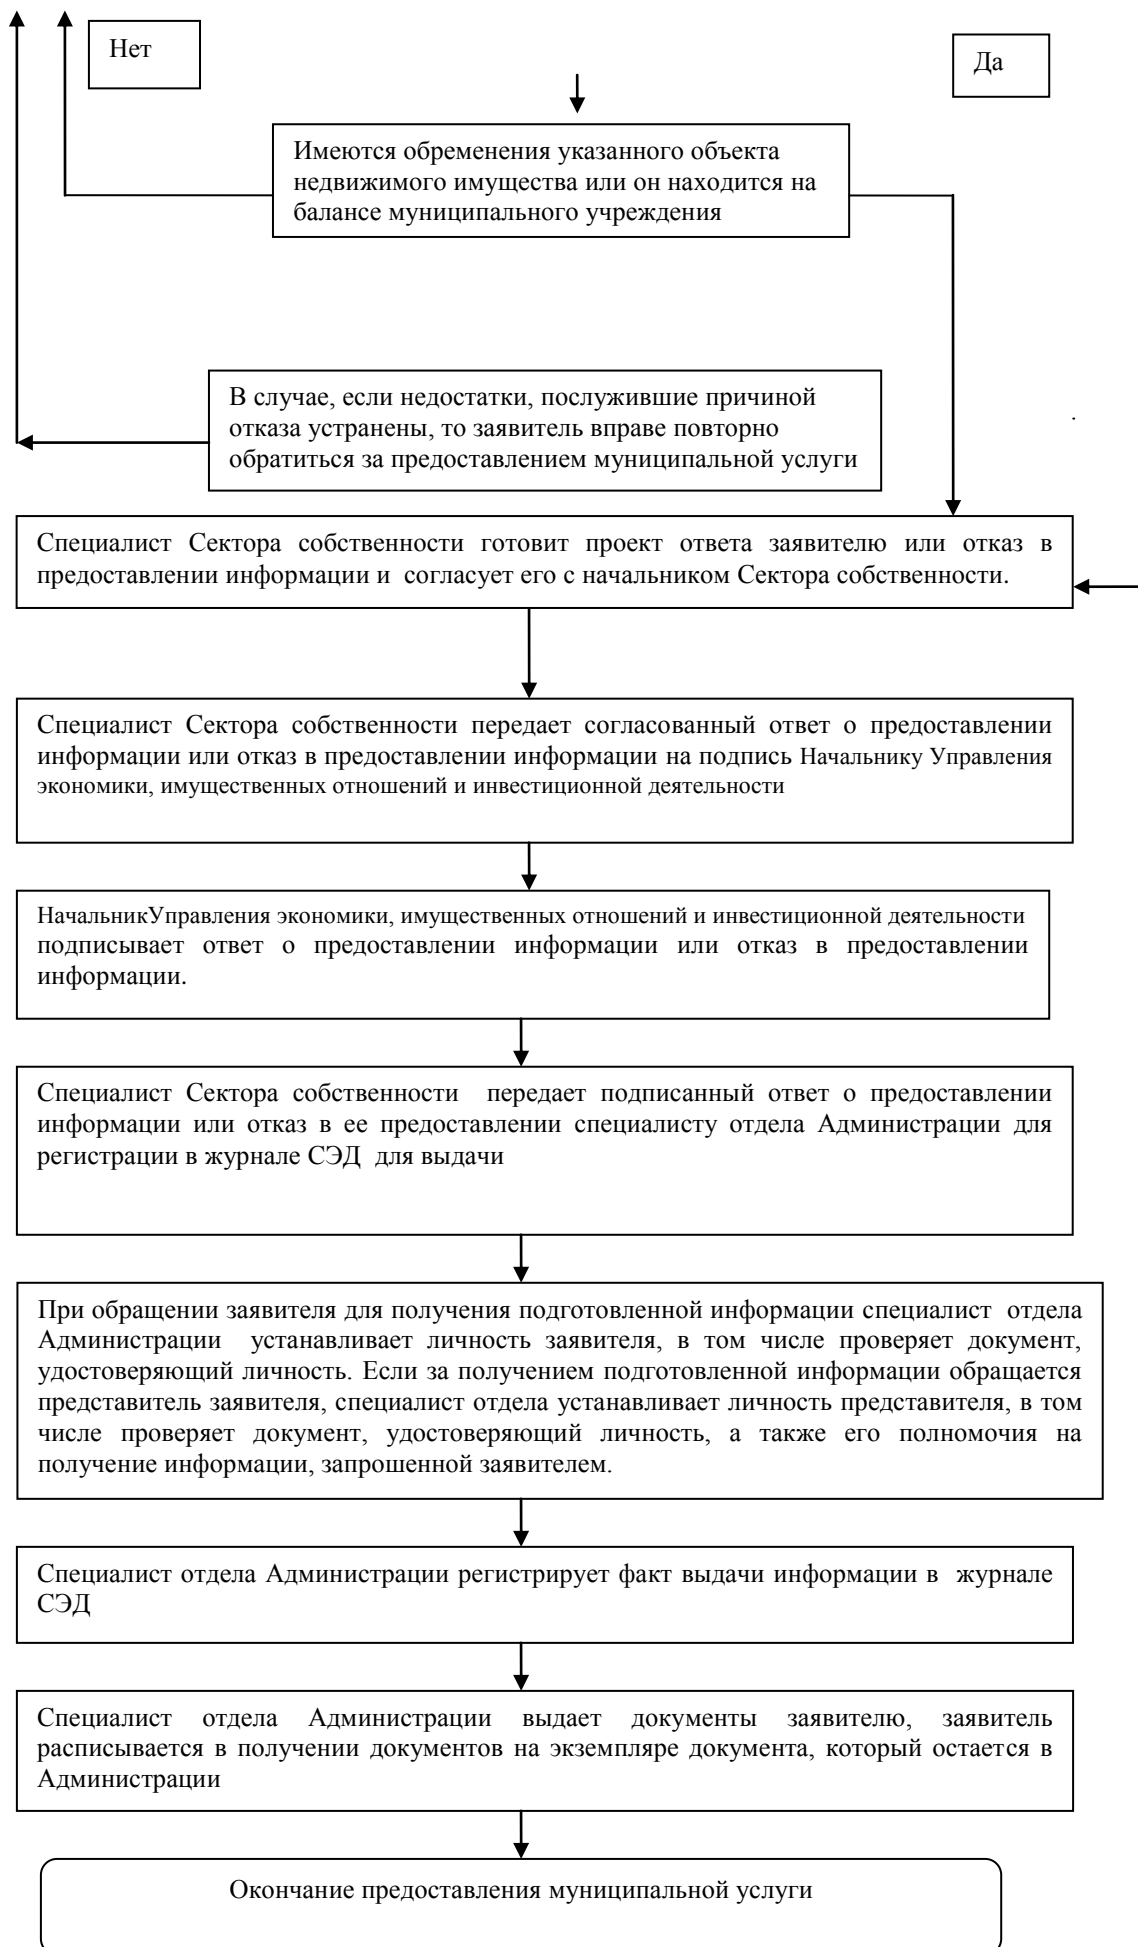 Нет
Да
Имеются обременения указанного объекта
недвижимого имущества или он находится на
балансе муниципального учреждения
В случае, если недостатки, послужившие причиной
отказа устранены, то заявитель вправе повторно
обратиться за предоставлением муниципальной услуги
.
Специалист Сектора собственности готовит проект ответа заявителю или отказ в
предоставлении информации и согласует его с начальником Сектора собственности.
Специалист Сектора собственности передает согласованный ответ о предоставлении
информации или отказ в предоставлении информации на подпись Начальнику Управления
экономики, имущественных отношений и инвестиционной деятельности
НачальникУправления экономики, имущественных отношений и инвестиционной деятельности
подписывает ответ о предоставлении информации или отказ в предоставлении
информации.
Специалист Сектора собственности передает подписанный ответ о предоставлении
информации или отказ в ее предоставлении специалисту отдела Администрации для
регистрации в журнале СЭД для выдачи
При обращении заявителя для получения подготовленной информации специалист отдела
Администрации устанавливает личность заявителя, в том числе проверяет документ,
удостоверяющий личность. Если за получением подготовленной информации обращается
представитель заявителя, специалист отдела устанавливает личность представителя, в том
числе проверяет документ, удостоверяющий личность, а также его полномочия на
получение информации, запрошенной заявителем.
Специалист отдела Администрации регистрирует факт выдачи информации в журнале
СЭД
Специалист отдела Администрации выдает документы заявителю, заявитель
расписывается в получении документов на экземпляре документа, который остается в
Администрации
Окончание предоставления муниципальной услуги